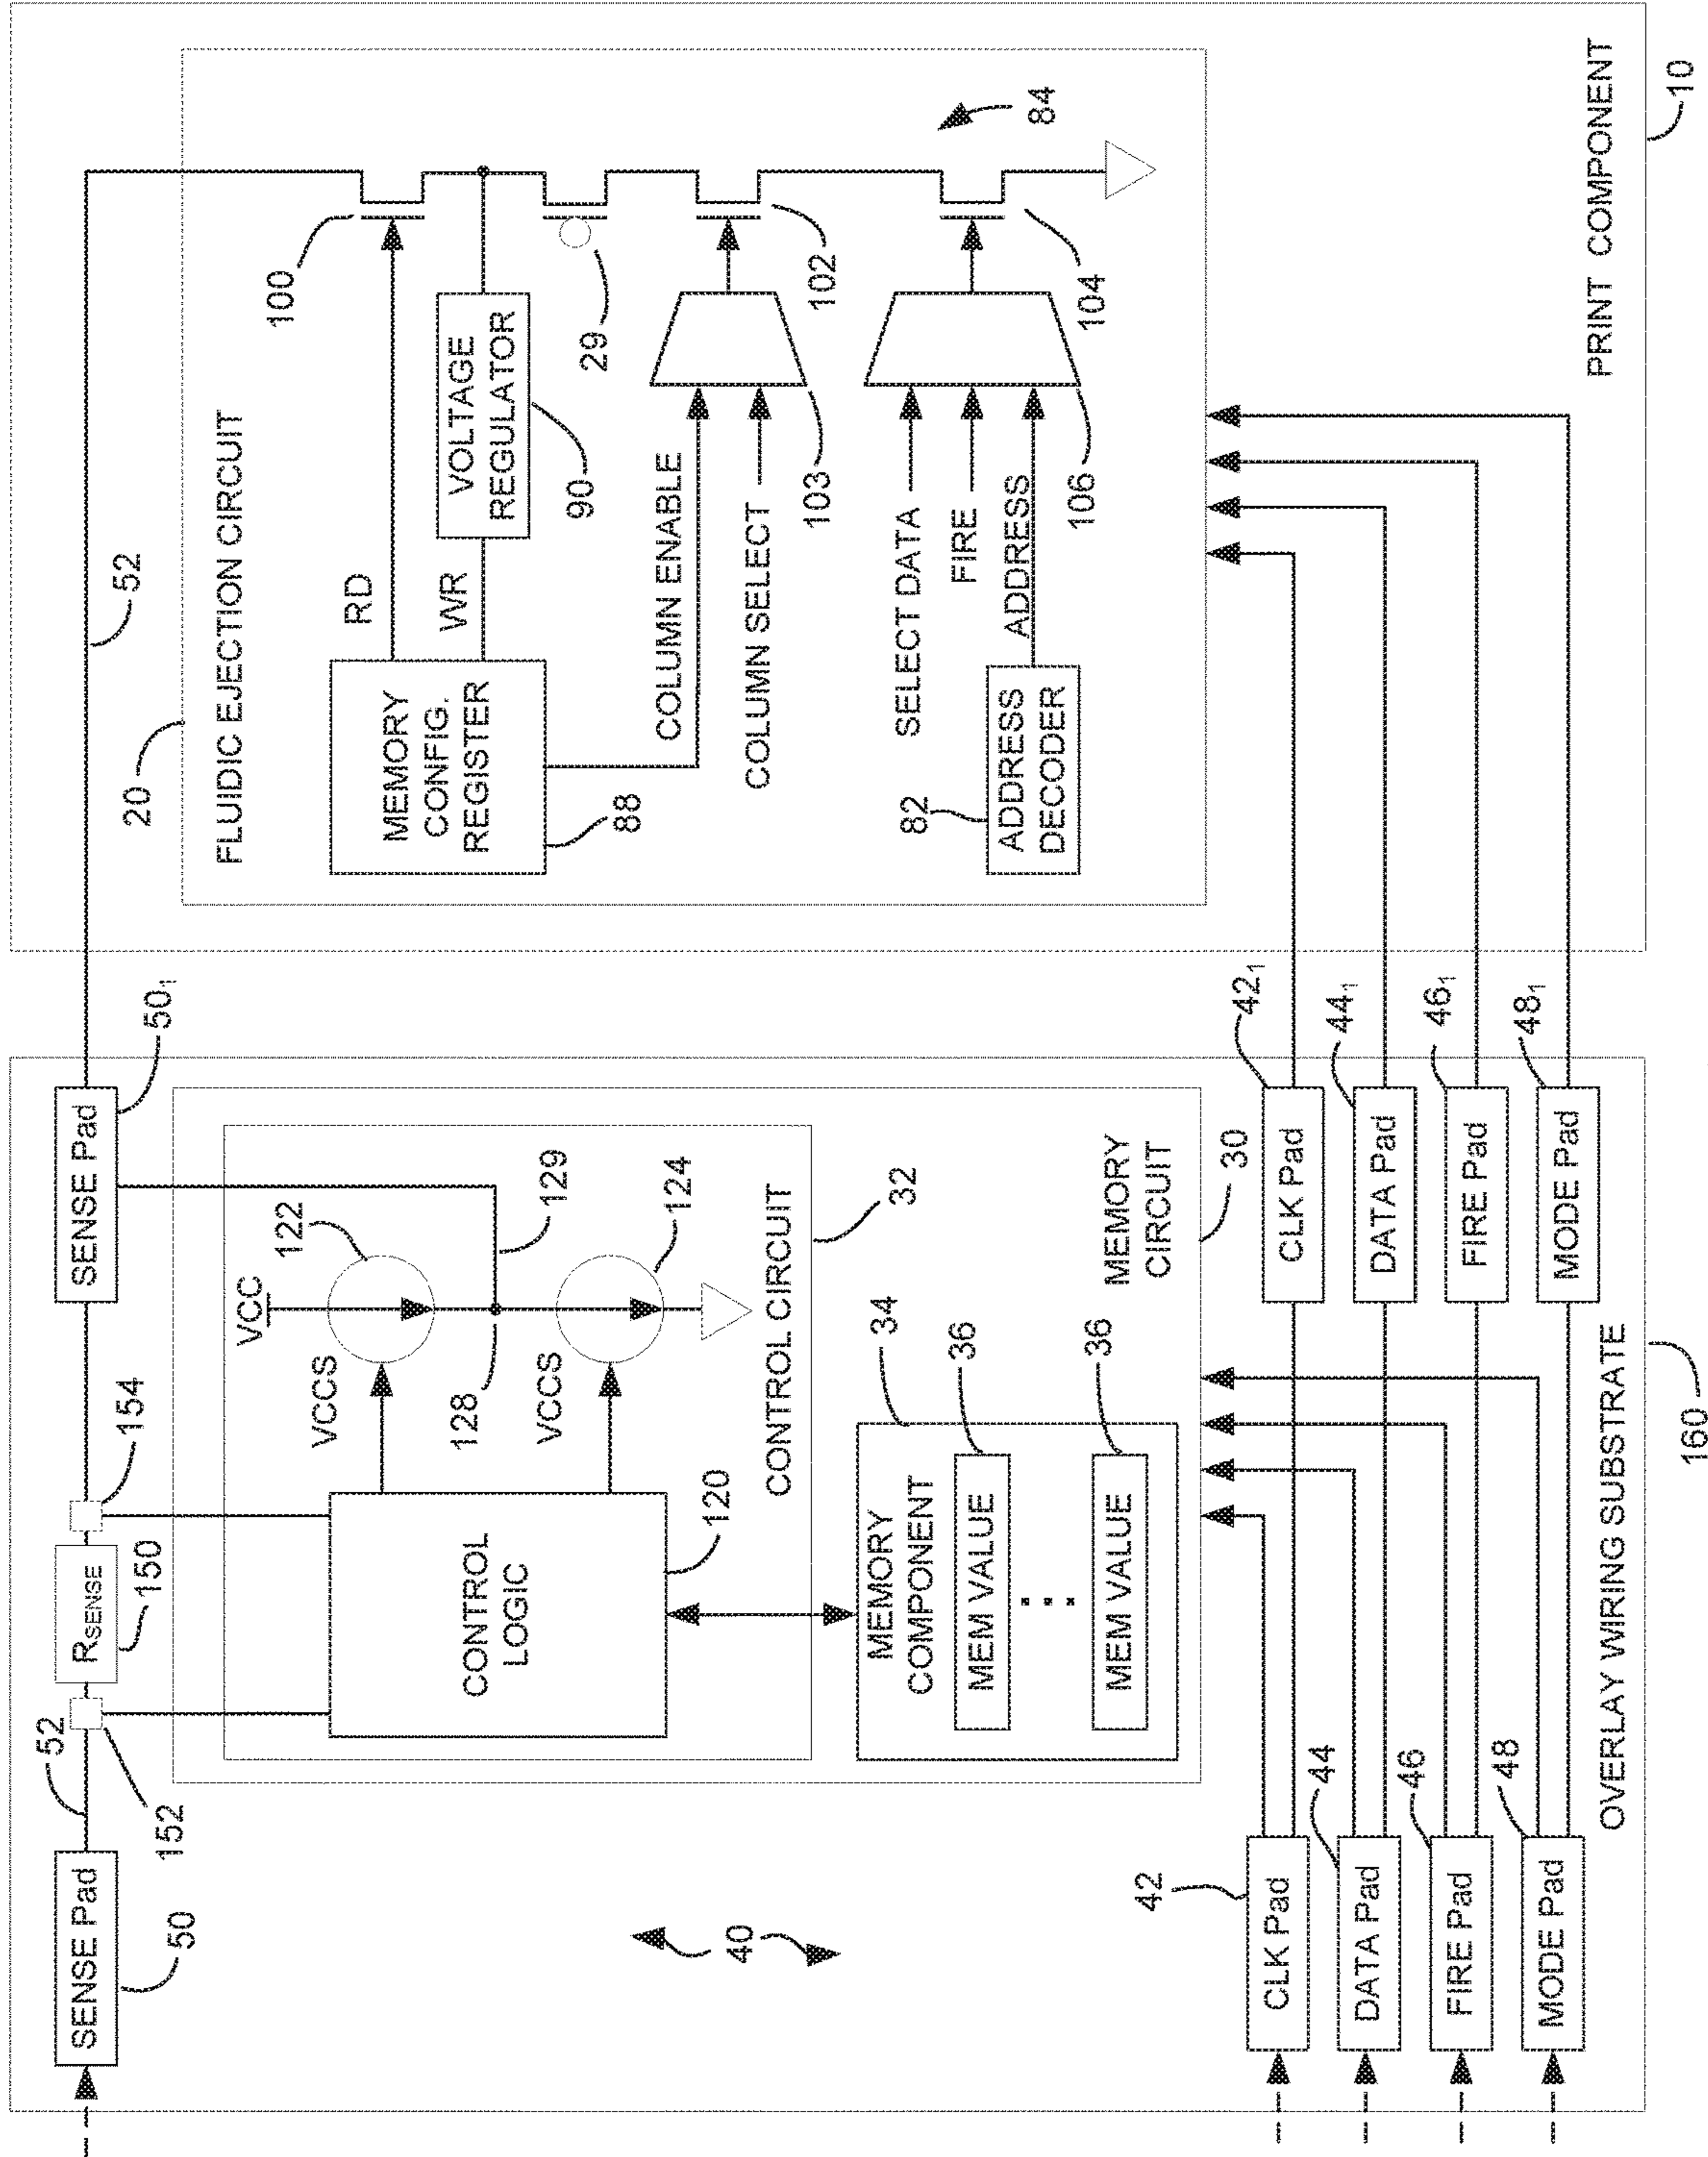 SENSE Pad
50
52
152
RSENSE
150
154
SENSE Pad
50₁
52
40
CONTROL
LOGIC
120
VCCS
VCCS
VCC
122
128
129
124
CONTROL CIRCUIT
32
MEMORY
COMPONENT
34
MEM VALUE
36
...
MEM VALUE
36
MEMORY
CIRCUIT
30
CLK Pad
42
DATA Pad
44
FIRE Pad
46
MODE Pad
48
CLK Pad
42₁
DATA Pad
44₁
FIRE Pad
46₁
MODE Pad
48₁
OVERLAY WIRING SUBSTRATE
160
20
FLUIDIC EJECTION CIRCUIT
MEMORY
CONFIG.
REGISTER
88
RD
WR
100
VOLTAGE
REGULATOR
90
29
COLUMN ENABLE
COLUMN SELECT
103
102
SELECT DATA
FIRE
ADDRESS
82
ADDRESS
DECODER
106
104
84
PRINT COMPONENT
10